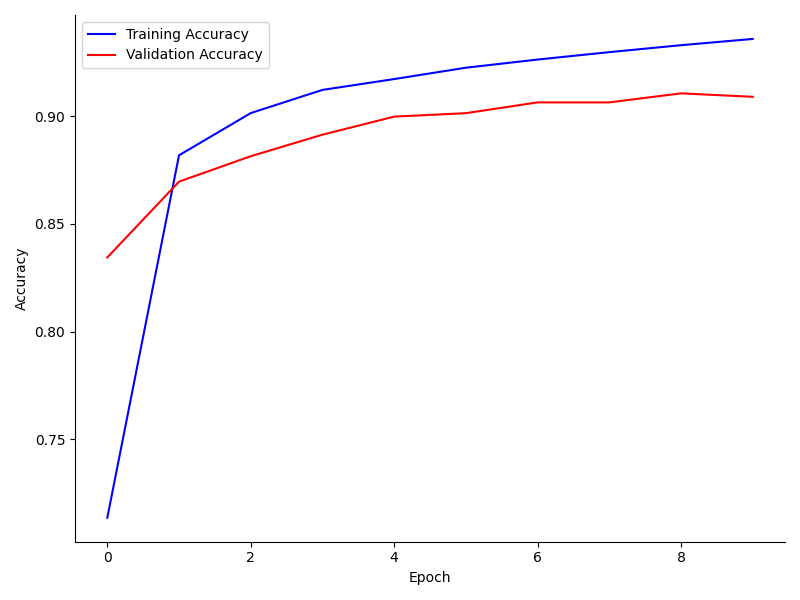 Training Accuracy
Validation Accuracy
0.90
0.85
0.80
0.75
Accuracy
0 2 4 6 8
Epoch